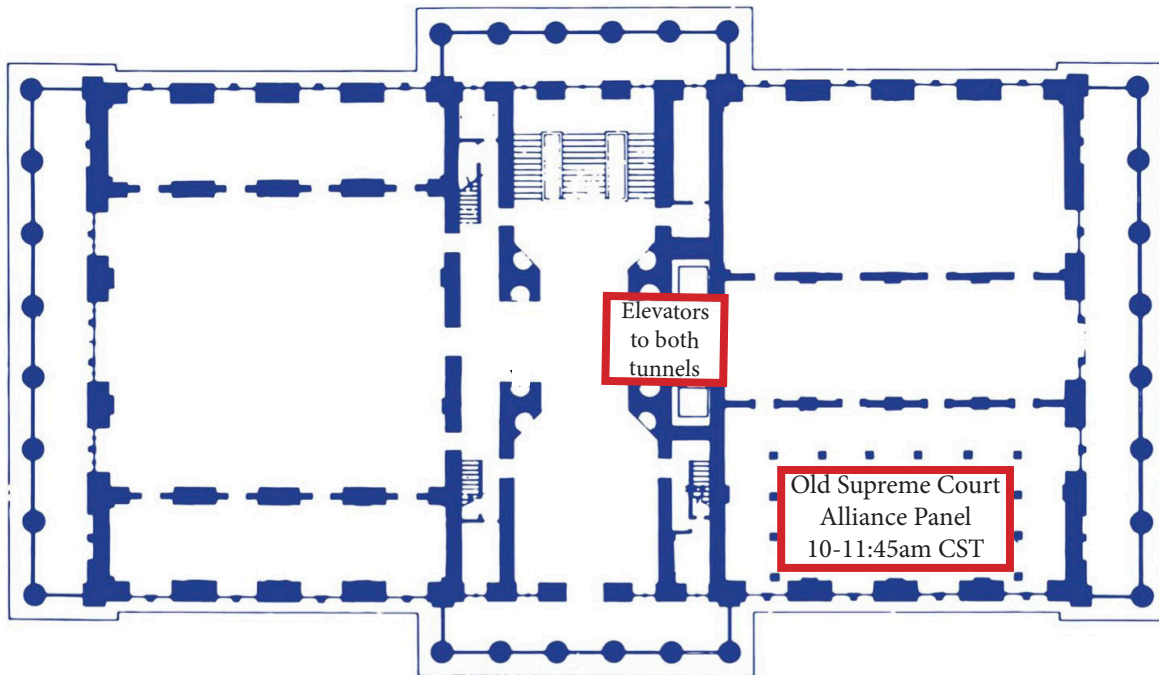 Elevators
to both
tunnels
Old Supreme Court
Alliance Panel
10-11:45am CST